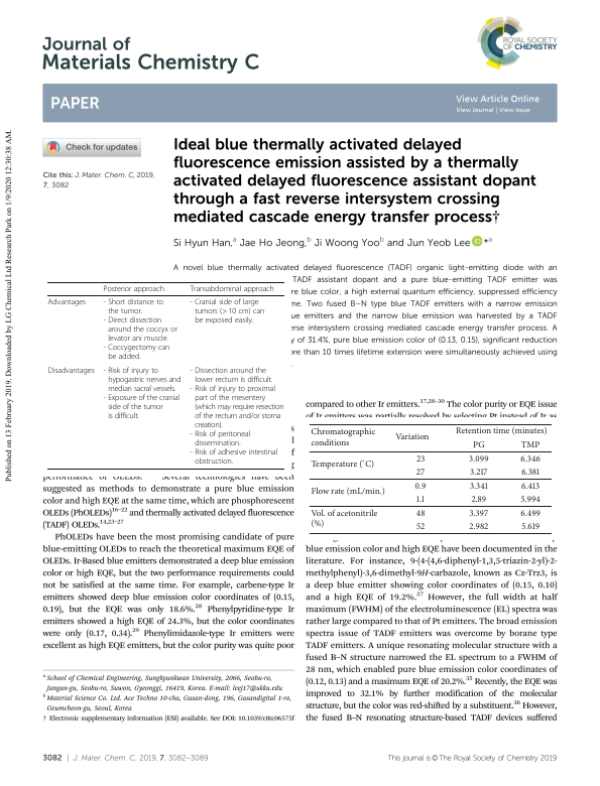 Journal of
Materials Chemistry C
ROYAL SOCIETY
OF CHEMISTRY
PAPER
View Article Online
View Journal | View Issue
Check for updates
Cite this: J. Mater. Chem. C, 2019,
7, 3082
Published on 13 February 2019. Downloaded by LG Chemical Ltd Research Park on 1/9/2020 12:30:38 AM.
Ideal blue thermally activated delayed
fluorescence emission assisted by a thermally
activated delayed fluorescence assistant dopant
through a fast reverse intersystem crossing
mediated cascade energy transfer process†
Si Hyun Han,a Jae Ho Jeong,b Ji Woong Yoob and Jun Yeob Lee *a
A novel blue thermally activated delayed fluorescence (TADF) organic light-emitting diode with an
TADF assistant dopant and a pure blue-emitting TADF emitter was
re blue color, a high external quantum efficiency, suppressed efficiency
ne. Two fused B–N type blue TADF emitters with a narrow emission
ue emitters and the narrow blue emission was harvested by a TADF
rse intersystem crossing mediated cascade energy transfer process. A
y of 31.4%, pure blue emission color of (0.13, 0.15), significant reduction
re than 10 times lifetime extension were simultaneously achieved using
Posterior approach Transabdominal approach
Advantages - Short distance to - Cranial side of large
the tumor. tumors (> 10 cm) can
- Direct dissection be exposed easily.
around the coccyx or
levator ani muscle.
- Coccygectomy can
be added.
Disadvantages - Risk of injury to - Dissection around the
hypogastric nerves and lower rectum is difficult.
median sacral vessels. - Risk of injury to proximal
- Exposure of the cranial part of the mesentery
side of the tumor (which may require resection
is difficult. of the rectum and/or stoma
creation).
- Risk of peritoneal
dissemination.
- Risk of adhesive intestinal
obstruction.
suggested as methods to demonstrate a pure blue emission
color and high EQE at the same time, which are phosphorescent
OLEDs (PhOLEDs)16–22 and thermally activated delayed fluorescence
(TADF) OLEDs.14,23–27
PhOLEDs have been the most promising candidate of pure
blue-emitting OLEDs to reach the theoretical maximum EQE of
OLEDs. Ir-Based blue emitters demonstrated a deep blue emission
color or high EQE, but the two performance requirements could
not be satisfied at the same time. For example, carbene-type Ir
emitters showed deep blue emission color coordinates of (0.15,
0.19), but the EQE was only 18.6%.28 Phenylpyridine-type Ir
emitters showed a high EQE of 24.3%, but the color coordinates
were only (0.17, 0.34).29 Phenylimidazole-type Ir emitters were
excellent as high EQE emitters, but the color purity was quite poor
compared to other Ir emitters.17,28–30 The color purity or EQE issue
of Ir emitters was partially resolved by selecting Pt instead of Ir as
Chromatographic conditions Variation Retention time (minutes)
PG TMP
Temperature (°C) 23 3.099 6.346
27 3.217 6.381
Flow rate (mL/min.) 0.9 3.341 6.413
1.1 2.89 5.994
Vol. of acetonitrile (%) 48 3.397 6.499
52 2.982 5.619
blue emission color and high EQE have been documented in the
literature. For instance, 9-(4-(4,6-diphenyl-1,3,5-triazin-2-yl)-2-
methylphenyl)-3,6-dimethyl-9H-carbazole, known as Cz-Trz3, is
a deep blue emitter showing color coordinates of (0.15, 0.10)
and a high EQE of 19.2%.27 However, the full width at half
maximum (FWHM) of the electroluminescence (EL) spectra was
rather large compared to that of Pt emitters. The broad emission
spectra issue of TADF emitters was overcome by borane type
TADF emitters. A unique resonating molecular structure with a
fused B–N structure narrowed the EL spectrum to a FWHM of
28 nm, which enabled pure blue emission color coordinates of
(0.12, 0.13) and a maximum EQE of 20.2%.35 Recently, the EQE was
improved to 32.1% by further modification of the molecular
structure, but the color was red-shifted by a substituent.36 However,
the fused B–N resonating structure-based TADF devices suffered
a School of Chemical Engineering, Sungkyunkwan University, 2066, Seobu-ro,
Jangan-gu, Seobu-ro, Suwon, Gyeonggi, 16419, Korea. E-mail: leej17@skku.edu
b Material Science Co. Ltd. Ace Techno 10-cha, Gasan-dong, 196, Gasandigital 1-ro,
Geumcheon-gu, Seoul, Korea
† Electronic supplementary information (ESI) available. See DOI: 10.1039/c8tc06575f
3082 | J. Mater. Chem. C, 2019, 7, 3082–3089
This journal is © The Royal Society of Chemistry 2019